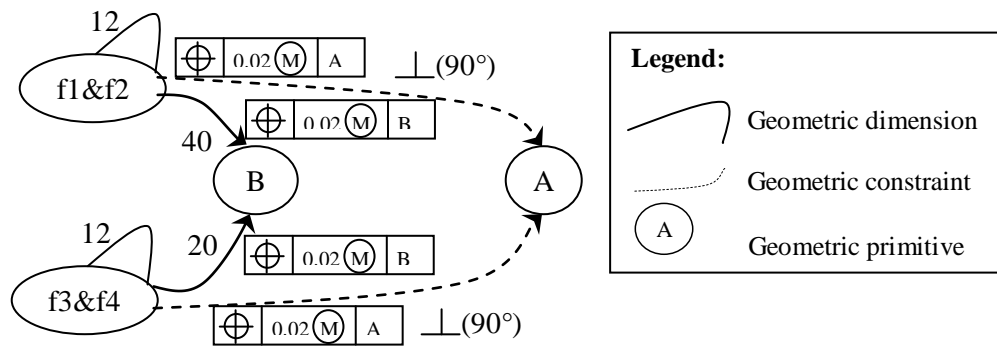 12
⌖ 0.02 Ⓜ A
⊥(90°)
f1&f2
⌖ 0.02 Ⓜ B
40
B
A
12
20
⌖ 0.02 Ⓜ B
f3&f4
⌖ 0.02 Ⓜ A
⊥(90°)
Legend:
Geometric dimension
Geometric constraint
A
Geometric primitive